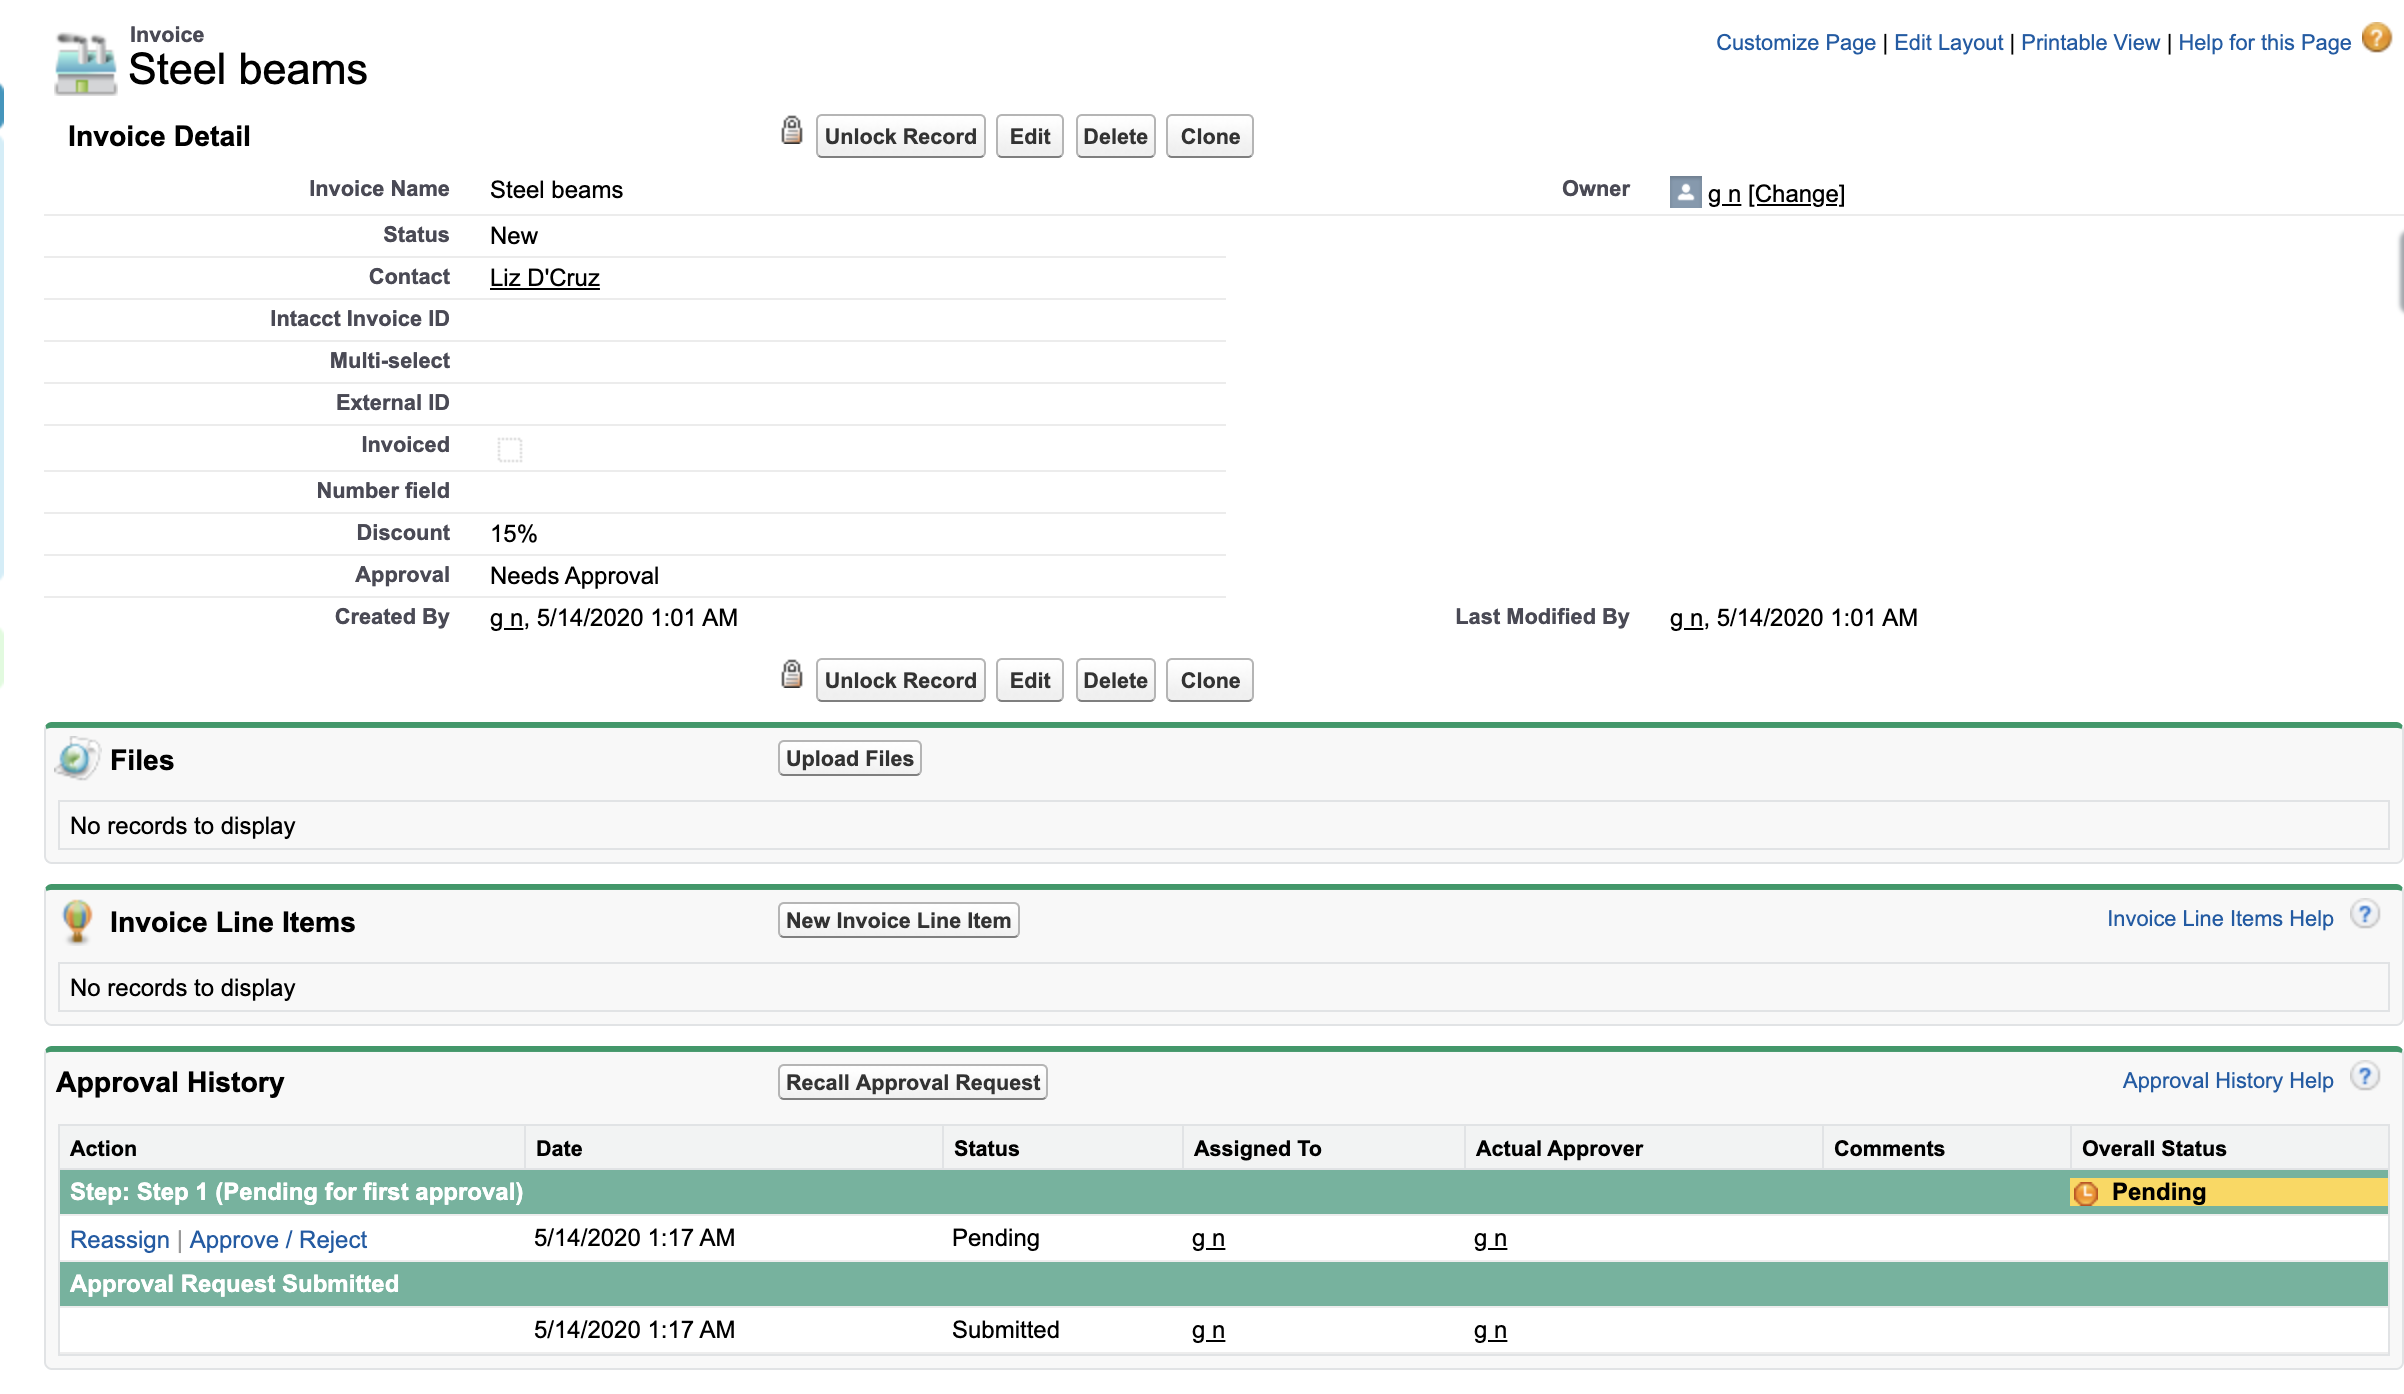 Invoice
Steel beams
Customize Page | Edit Layout | Printable View | Help for this Page ?
Invoice Detail
Unlock Record Edit Delete Clone
Invoice Name Steel beams Owner g n [Change]
Status New
Contact Liz D'Cruz
Intacct Invoice ID
Multi-select
External ID
Invoiced
Number field
Discount 15%
Approval Needs Approval
Created By g n, 5/14/2020 1:01 AM Last Modified By g n, 5/14/2020 1:01 AM
Unlock Record Edit Delete Clone
Files Upload Files
No records to display
Invoice Line Items New Invoice Line Item Invoice Line Items Help ?
No records to display
Approval History Recall Approval Request Approval History Help ?
Action Date Status Assigned To Actual Approver Comments Overall Status
Step: Step 1 (Pending for first approval) Pending
Reassign | Approve / Reject 5/14/2020 1:17 AM Pending g n g n
Approval Request Submitted
5/14/2020 1:17 AM Submitted g n g n